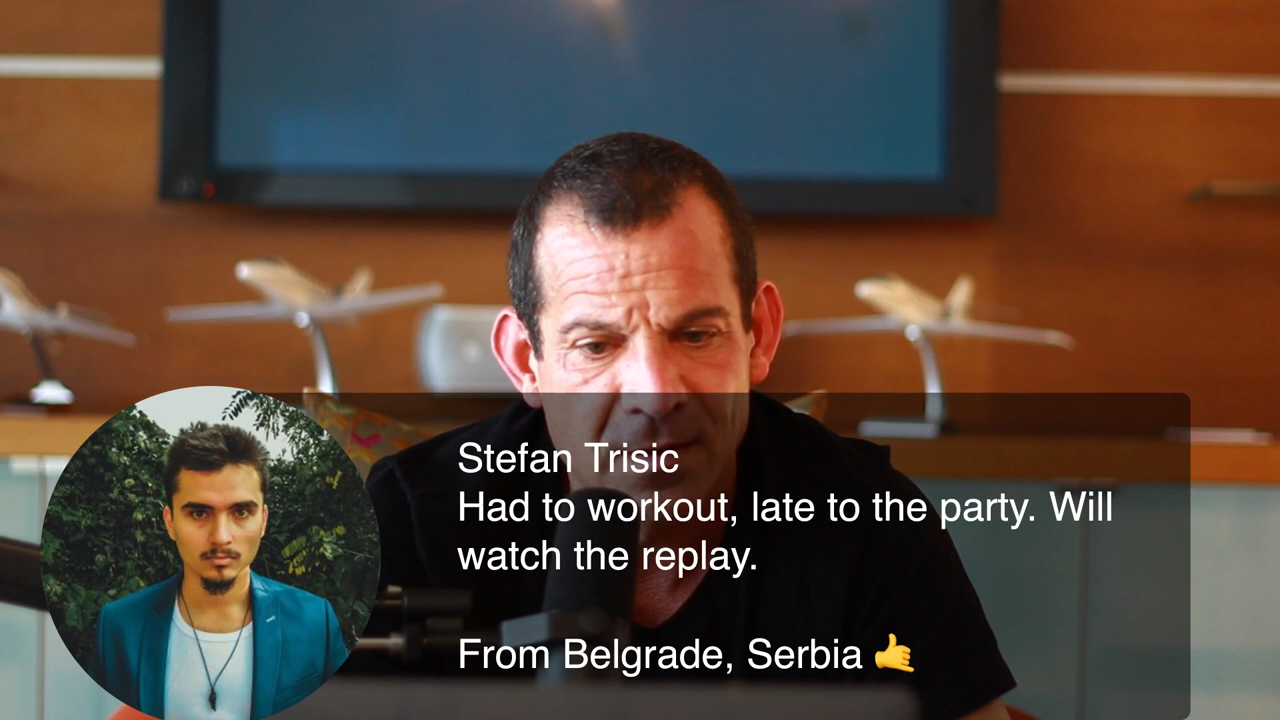 Stefan Trisic
Had to workout, late to the party. Will
watch the replay.
From Belgrade, Serbia 🤙